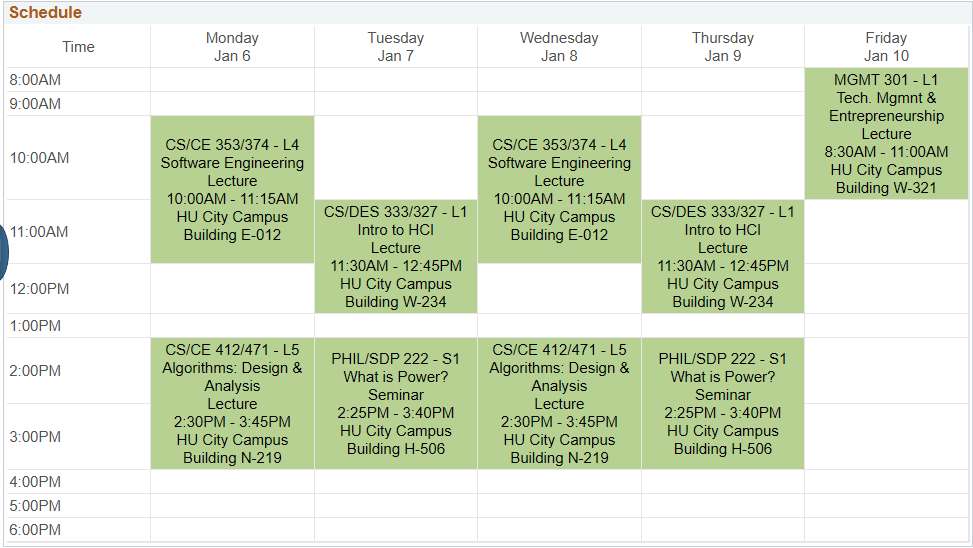 Schedule
Time
Monday
Jan 6
Tuesday
Jan 7
Wednesday
Jan 8
Thursday
Jan 9
Friday
Jan 10
8:00AM
MGMT 301 - L1
Tech. Mgmnt &
Entrepreneurship
Lecture
8:30AM - 11:00AM
HU City Campus
Building W-321
9:00AM
10:00AM
CS/CE 353/374 - L4
Software Engineering
Lecture
10:00AM - 11:15AM
HU City Campus
Building E-012
CS/CE 353/374 - L4
Software Engineering
Lecture
10:00AM - 11:15AM
HU City Campus
Building E-012
11:00AM
CS/DES 333/327 - L1
Intro to HCI
Lecture
11:30AM - 12:45PM
HU City Campus
Building W-234
CS/DES 333/327 - L1
Intro to HCI
Lecture
11:30AM - 12:45PM
HU City Campus
Building W-234
12:00PM
1:00PM
2:00PM
CS/CE 412/471 - L5
Algorithms: Design &
Analysis
Lecture
2:30PM - 3:45PM
HU City Campus
Building N-219
PHIL/SDP 222 - S1
What is Power?
Seminar
2:25PM - 3:40PM
HU City Campus
Building H-506
CS/CE 412/471 - L5
Algorithms: Design &
Analysis
Lecture
2:30PM - 3:45PM
HU City Campus
Building N-219
PHIL/SDP 222 - S1
What is Power?
Seminar
2:25PM - 3:40PM
HU City Campus
Building H-506
3:00PM
4:00PM
5:00PM
6:00PM